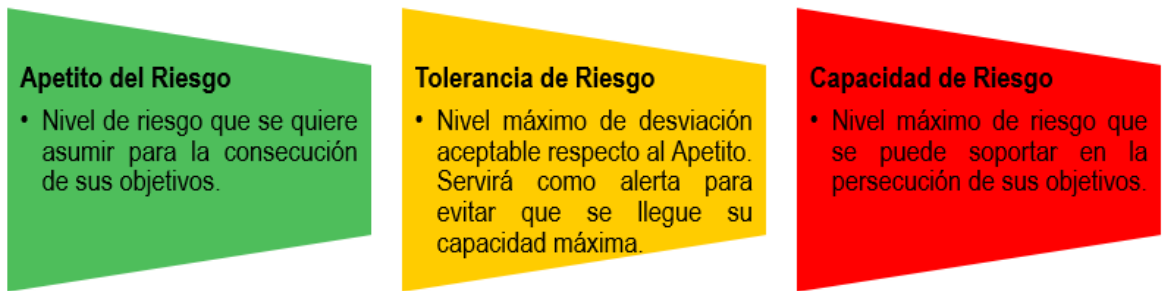 Apetito del Riesgo
• Nivel de riesgo que se quiere
asumir para la consecución
de sus objetivos.
Tolerancia de Riesgo
• Nivel máximo de desviación
aceptable respecto al Apetito.
Servirá como alerta para
evitar que se llegue su
capacidad máxima.
Capacidad de Riesgo
• Nivel máximo de riesgo que
se puede soportar en la
persecución de sus objetivos.